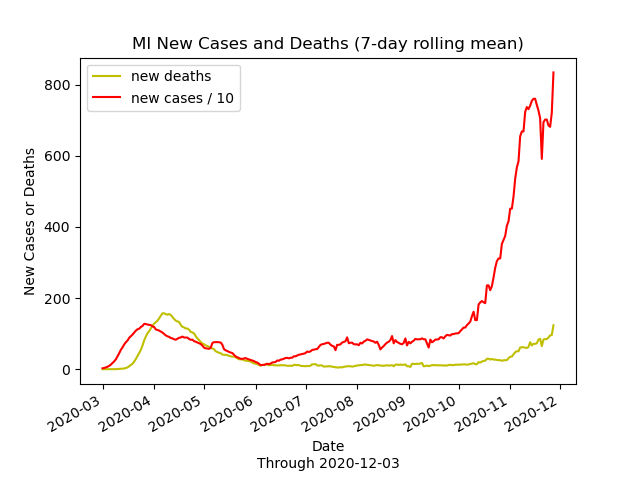 MI New Cases and Deaths (7-day rolling mean)
new deaths
new cases / 10
800
600
400
200
0
New Cases or Deaths
2020-03
2020-04
2020-05
2020-06
2020-07
2020-08
2020-09
2020-10
2020-11
2020-12
Date
Through 2020-12-03